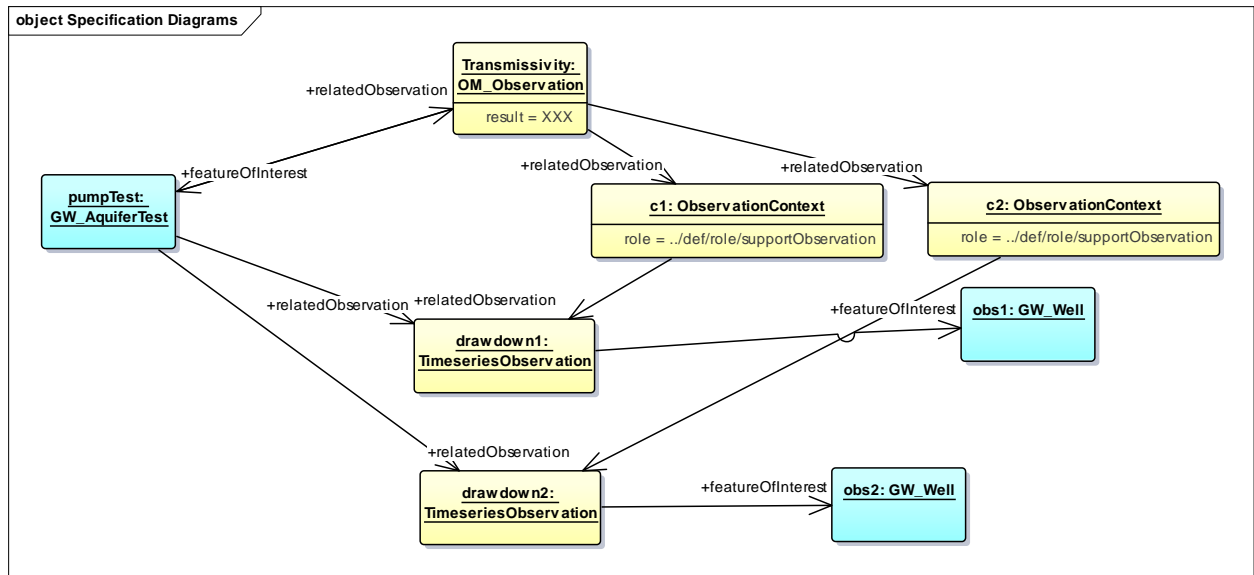 object Specification Diagrams
Transmissivity:
OM_Observation
result = XXX
+relatedObservation
+featureOfInterest
+relatedObservation
+relatedObservation
pumpTest:
GW_AquiferTest
c1: ObservationContext
role = ../def/role/supportObservation
c2: ObservationContext
role = ../def/role/supportObservation
+relatedObservation
+relatedObservation
+featureOfInterest
obs1: GW_Well
drawdown1:
TimeseriesObservation
+relatedObservation
drawdown2:
TimeseriesObservation
+featureOfInterest
obs2: GW_Well